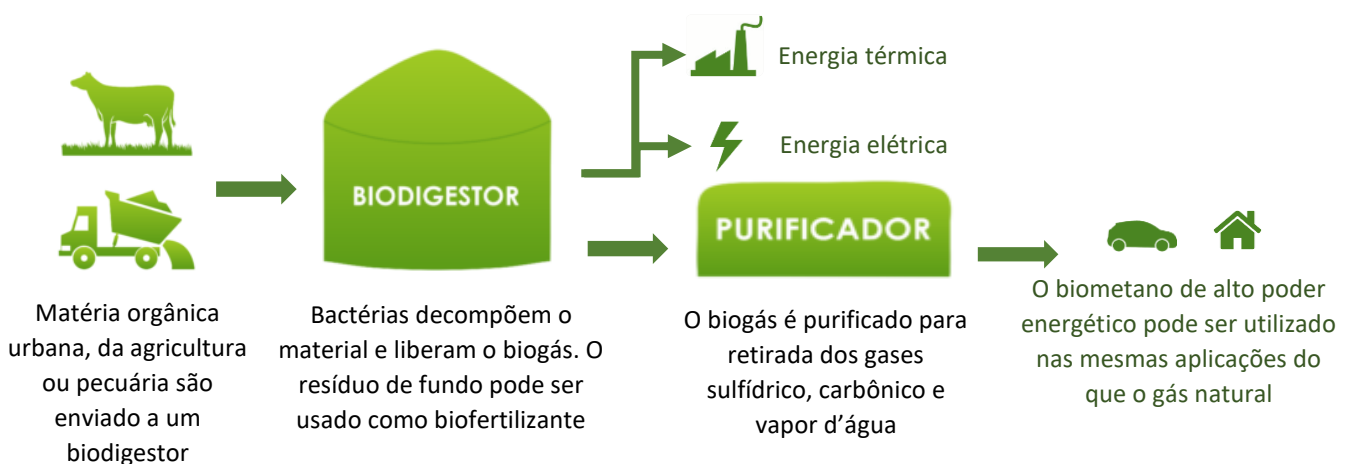 Energia térmica
Energia elétrica
BIODIGESTOR
PURIFICADOR
Matéria orgânica
urbana, da agricultura
ou pecuária são
enviado a um
biodigestor
Bactérias decompõem o
material e liberam o biogás. O
resíduo de fundo pode ser
usado como biofertilizante
O biogás é purificado para
retirada dos gases
sulfídrico, carbônico e
vapor d’água
O biometano de alto poder
energético pode ser utilizado
nas mesmas aplicações do
que o gás natural